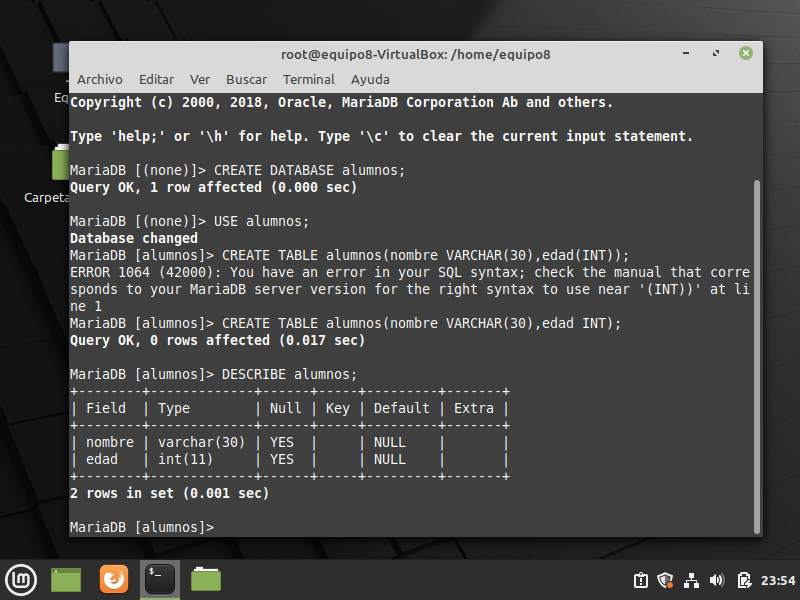 root@equipo8-VirtualBox: /home/equipo8
Archivo Editar Ver Buscar Terminal Ayuda
Eq
Carpeta
Copyright (c) 2000, 2018, Oracle, MariaDB Corporation Ab and others.
Type 'help;' or '\h' for help. Type '\c' to clear the current input statement.
MariaDB [(none)]> CREATE DATABASE alumnos;
Query OK, 1 row affected (0.000 sec)
MariaDB [(none)]> USE alumnos;
Database changed
MariaDB [alumnos]> CREATE TABLE alumnos(nombre VARCHAR(30),edad(INT));
ERROR 1064 (42000): You have an error in your SQL syntax; check the manual that corre
sponds to your MariaDB server version for the right syntax to use near '(INT))' at li
ne 1
MariaDB [alumnos]> CREATE TABLE alumnos(nombre VARCHAR(30),edad INT);
Query OK, 0 rows affected (0.017 sec)
MariaDB [alumnos]> DESCRIBE alumnos;
+--------+-------------+------+-----+---------+-------+
| Field  | Type        | Null | Key | Default | Extra |
+--------+-------------+------+-----+---------+-------+
| nombre | varchar(30) | YES  |     | NULL    |       |
| edad   | int(11)     | YES  |     | NULL    |       |
+--------+-------------+------+-----+---------+-------+
2 rows in set (0.001 sec)
MariaDB [alumnos]>
$_
23:54